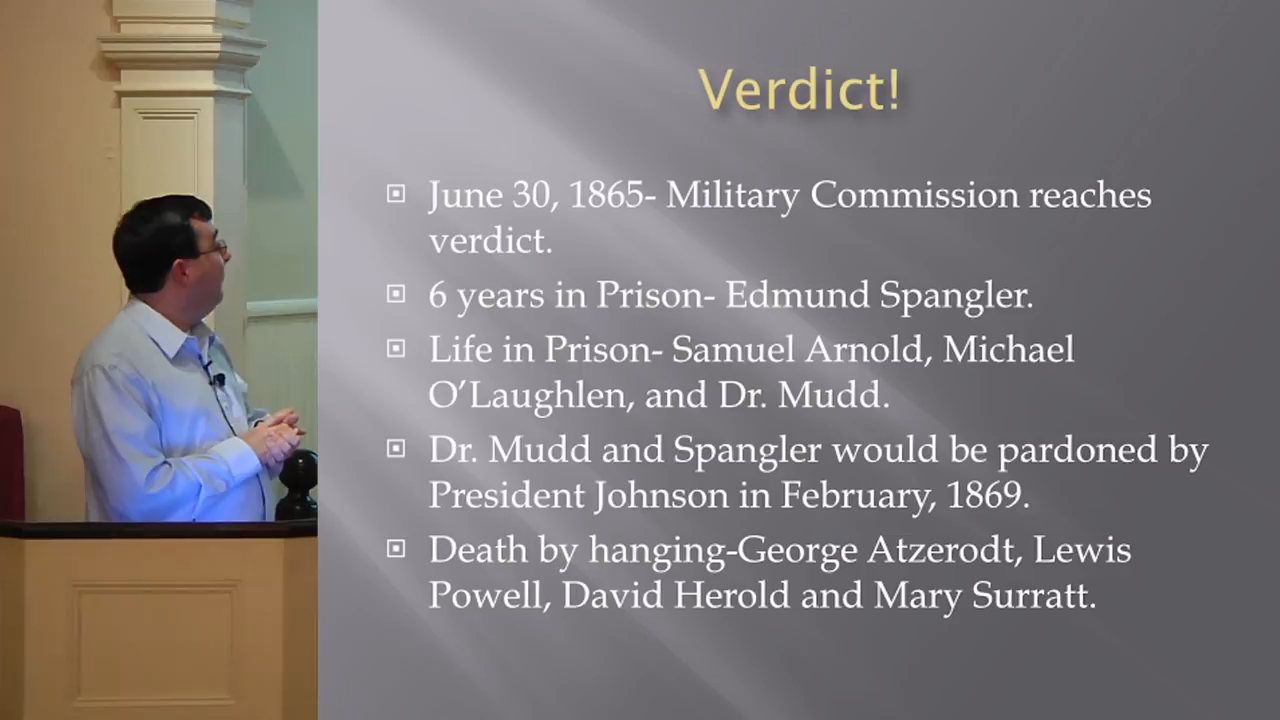 Verdict!
June 30, 1865- Military Commission reaches
verdict.
6 years in Prison- Edmund Spangler.
Life in Prison- Samuel Arnold, Michael
O’Laughlen, and Dr. Mudd.
Dr. Mudd and Spangler would be pardoned by
President Johnson in February, 1869.
Death by hanging-George Atzerodt, Lewis
Powell, David Herold and Mary Surratt.